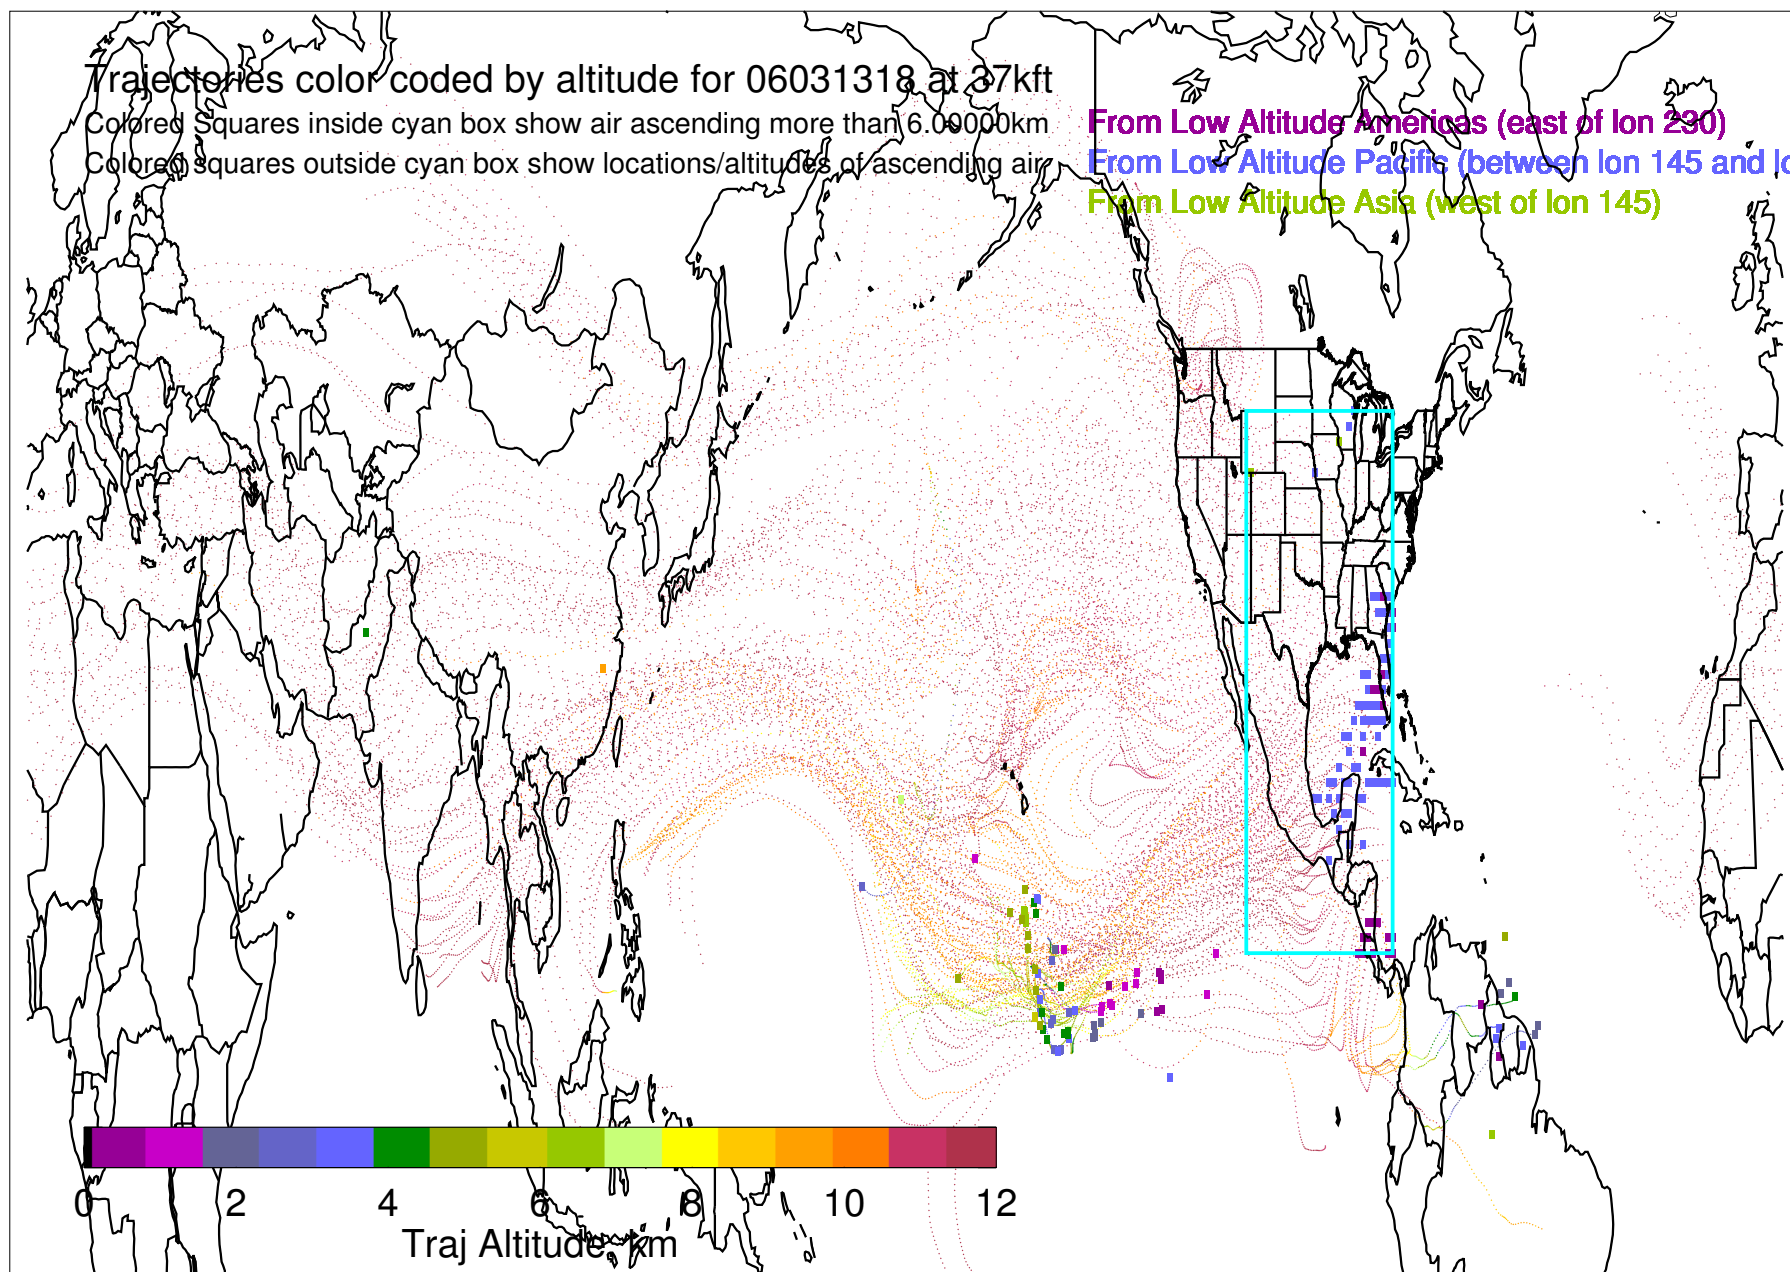 Trajectories color coded by altitude for 06031318 at 37kft
Colored Squares inside cyan box show air ascending more than 6.00000km
Colored squares outside cyan box show locations/altitudes of ascending air
From Low Altitude Americas (east of lon 230)
From Low Altitude Pacific (between lon 145 and lo
From Low Altitude Asia (west of lon 145)
0 2 4 6 8 10 12
Traj Altitude, km